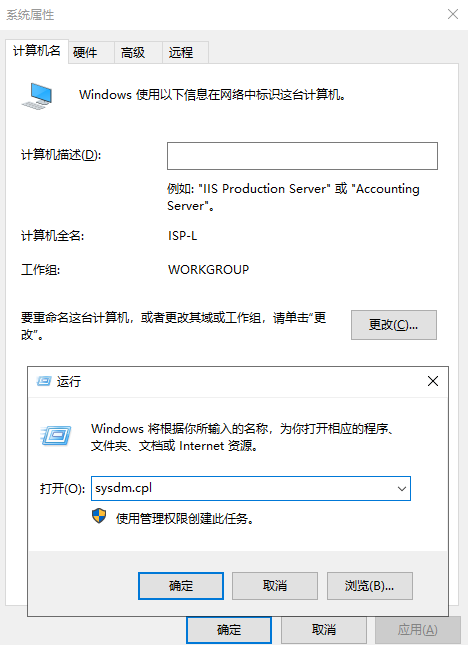 系统属性
计算机名 硬件 高级 远程
Windows 使用以下信息在网络中标识这台计算机。
计算机描述(D):
例如: "IIS Production Server" 或 "Accounting
Server"。
计算机全名: ISP-L
工作组: WORKGROUP
要重命名这台计算机，或者更改其域或工作组，请单击"更
改"。
更改(C)...
运行
Windows 将根据你所输入的名称，为你打开相应的程序、
文件夹、文档或 Internet 资源。
打开(O): sysdm.cpl
使用管理权限创建此任务。
确定 取消 浏览(B)...
确定 取消 应用(A)